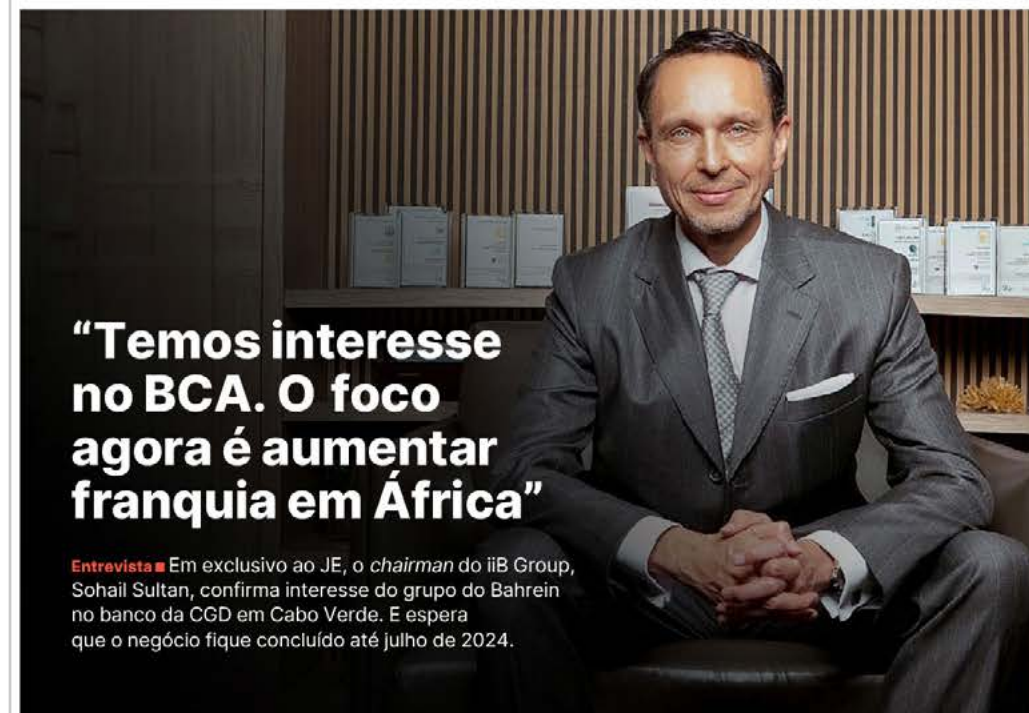 “Temos interesse
no BCA. O foco
agora é aumentar
franquia em África”
Entrevista ■ Em exclusivo ao JE, o chairman do iiB Group,
Sohail Sultan, confirma interesse do grupo do Bahrein
no banco da CGD em Cabo Verde. E espera
que o negócio fique concluído até julho de 2024.